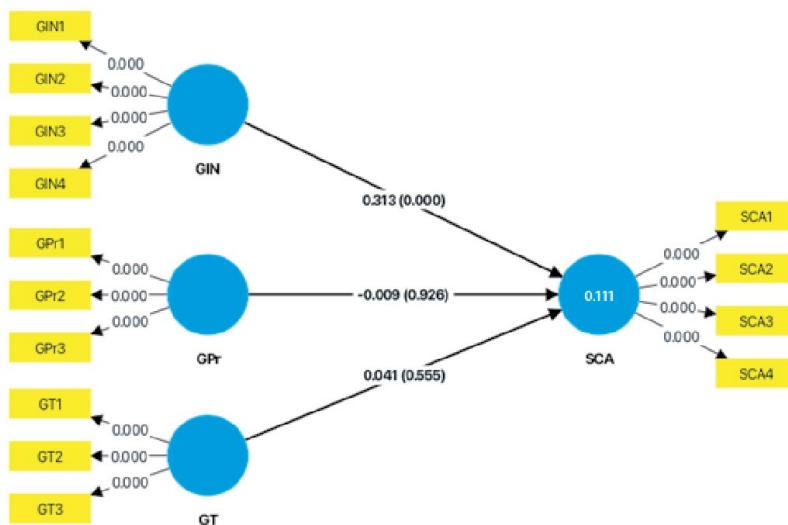 GIN1
0.000
GIN2
0.000
GIN3
0.000
0.000
GIN4
GIN
0.313 (0.000)
GPr1
0.000
GPr2
0.000
0.000
GPr3
GPr
-0.009 (0.926)
GT1
0.000
GT2
0.000
0.000
GT3
GT
0.041 (0.555)
0.111
SCA
SCA1
0.000
SCA2
0.000
0.000
SCA3
0.000
SCA4